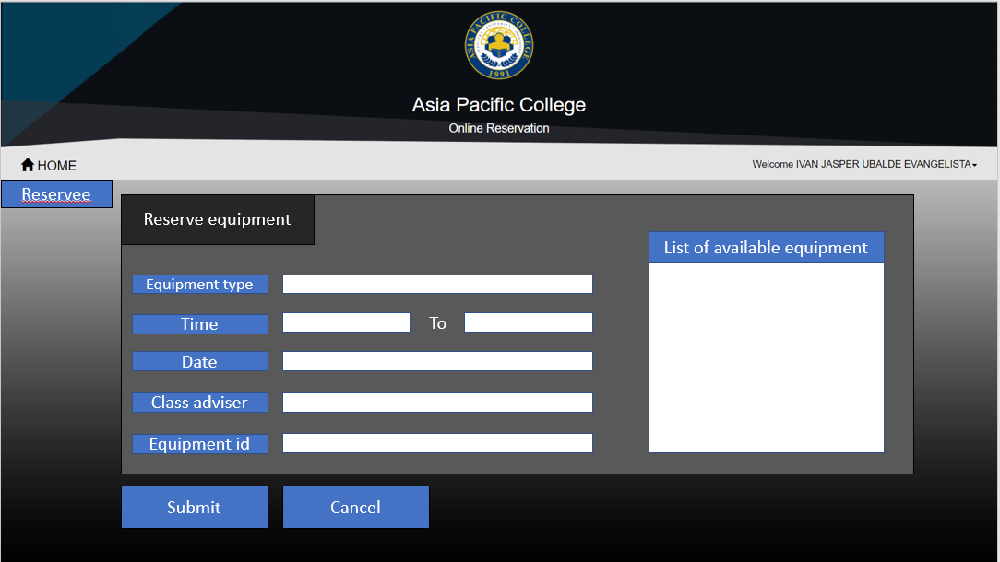 ASIA PACIFIC COLLEGE
1991
Asia Pacific College
Online Reservation
HOME
Welcome IVAN JASPER UBALDE EVANGELISTA
Reservee
Reserve equipment
List of available equipment
Equipment type
Time
To
Date
Class adviser
Equipment id
Submit
Cancel